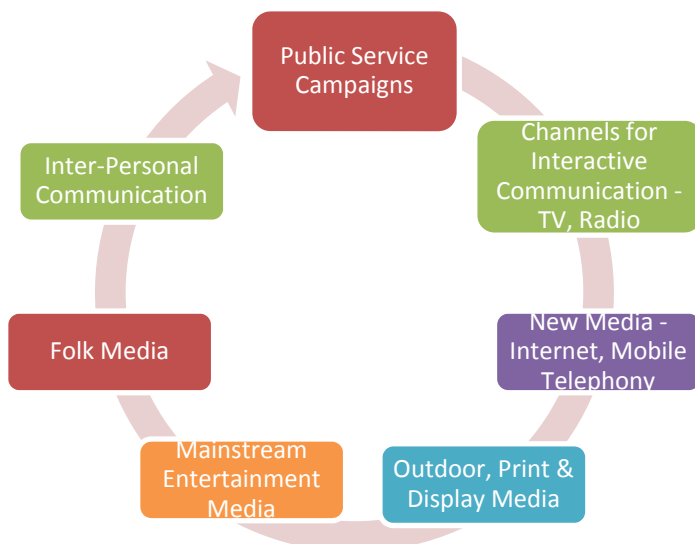 Public Service
Campaigns
Channels for
Interactive
Communication -
TV, Radio
New Media -
Internet, Mobile
Telephony
Outdoor, Print &
Display Media
Mainstream
Entertainment
Media
Folk Media
Inter-Personal
Communication